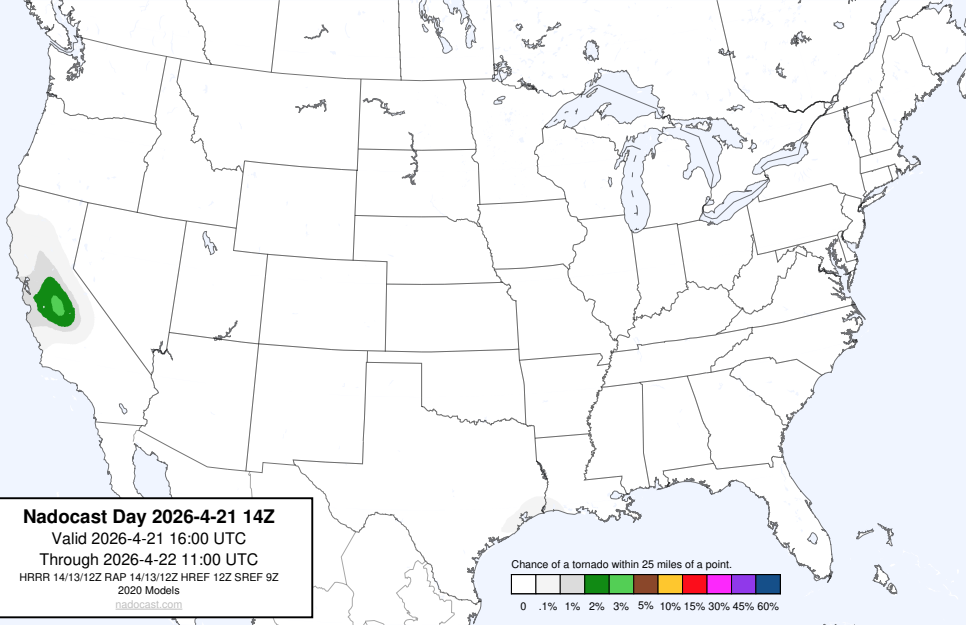 Nadocast Day 2026-4-21 14Z
Valid 2026-4-21 16:00 UTC
Through 2026-4-22 11:00 UTC
HRRR 14/13/12Z RAP 14/13/12Z HREF 12Z SREF 9Z
2020 Models
nadocast.com
Chance of a tornado within 25 miles of a point.
0 .1% 1% 2% 3% 5% 10% 15% 30% 45% 60%